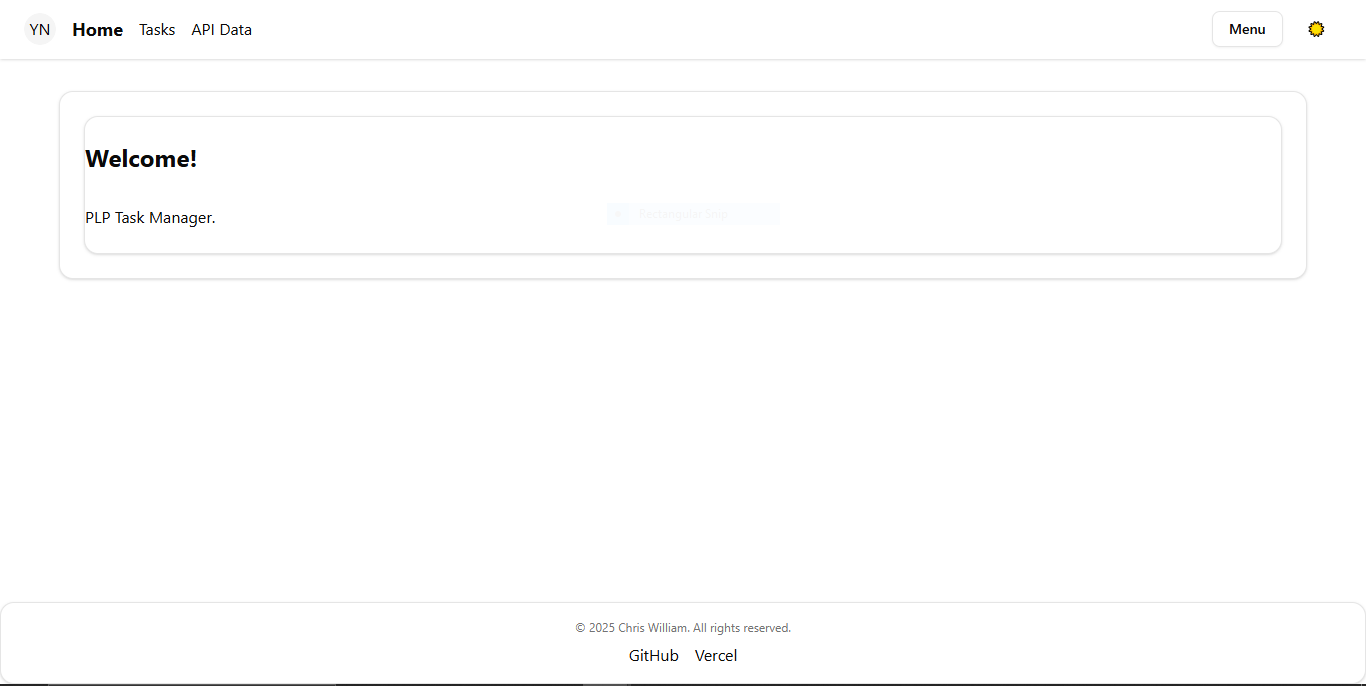 YN Home Tasks API Data Menu
Welcome!
PLP Task Manager.
Rectangular Snip
© 2025 Chris William. All rights reserved.
GitHub Vercel